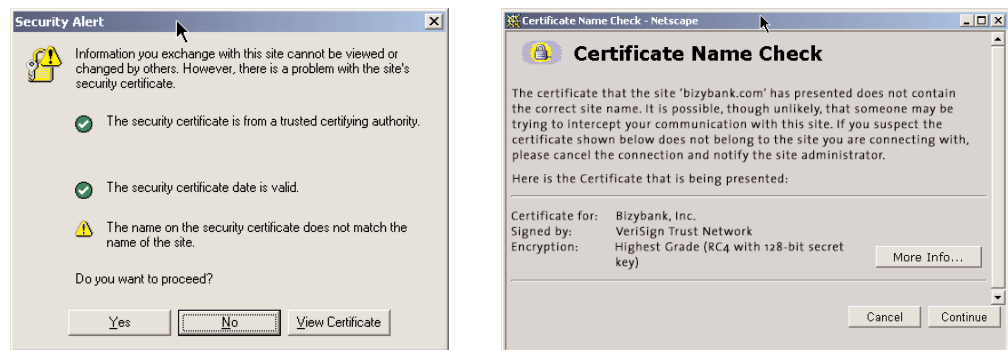 Security Alert
Information you exchange with this site cannot be viewed or
changed by others. However, there is a problem with the site's
security certificate.
The security certificate is from a trusted certifying authority.
The security certificate date is valid.
The name on the security certificate does not match the
name of the site.
Do you want to proceed?
Yes
No
View Certificate
Certificate Name Check - Netscape
Certificate Name Check
The certificate that the site 'bizybank.com' has presented does not contain
the correct site name. It is possible, though unlikely, that someone may be
trying to intercept your communication with this site. If you suspect the
certificate shown below does not belong to the site you are connecting with,
please cancel the connection and notify the site administrator.
Here is the Certificate that is being presented:
Certificate for: Bizybank, Inc.
Signed by: VeriSign Trust Network
Encryption: Highest Grade (RC4 with 128-bit secret
key)
More Info...
Cancel
Continue